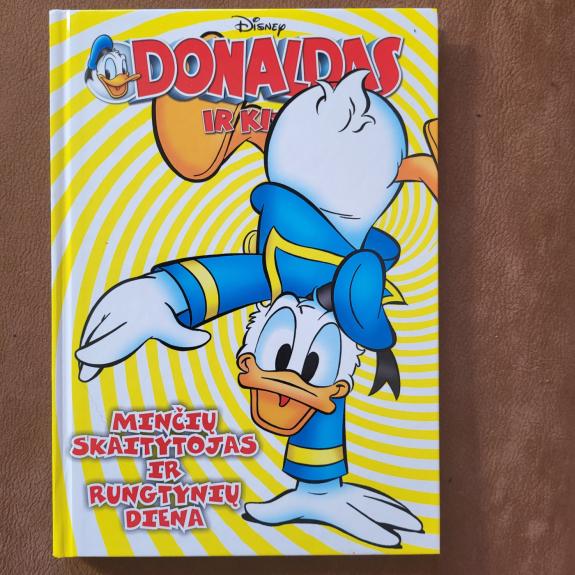 Disney
DONALDAS
IR
MINČIŲ
SKAITYTOJAS
IR
RUNGTYNIŲ
DIENA